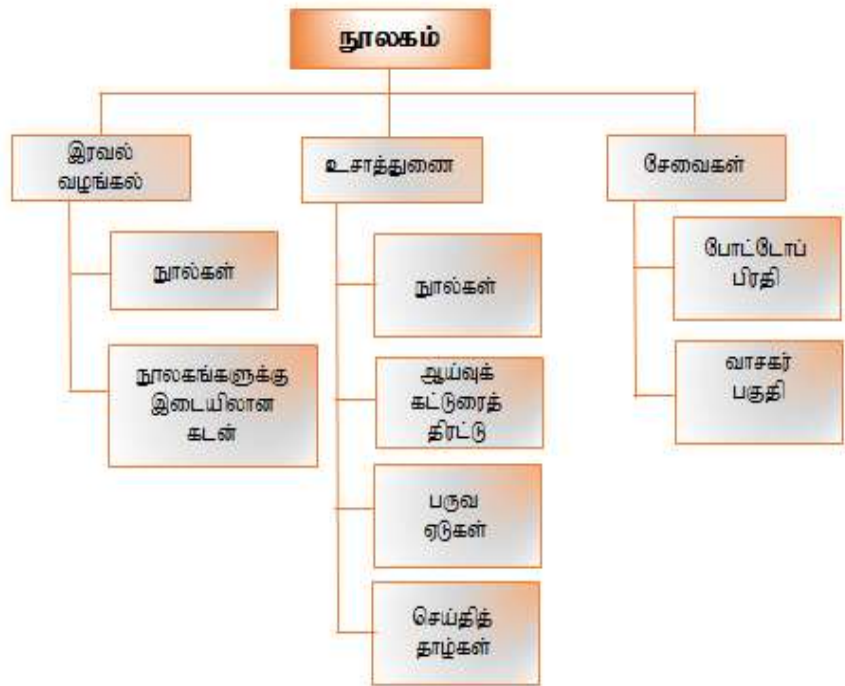 நூலகம்
இரவல்
வழங்கல்
நூல்கள்
நூலகங்களுக்கு
இடையிலான
கடன்
உசாத்துணை
நூல்கள்
ஆய்வுக்
கட்டுரைத்
திரட்டு
பருவ
ஏடுகள்
செய்தித்
தாழ்கள்
சேவைகள்
போட்டோப்
பிரதி
வாசகர்
பகுதி